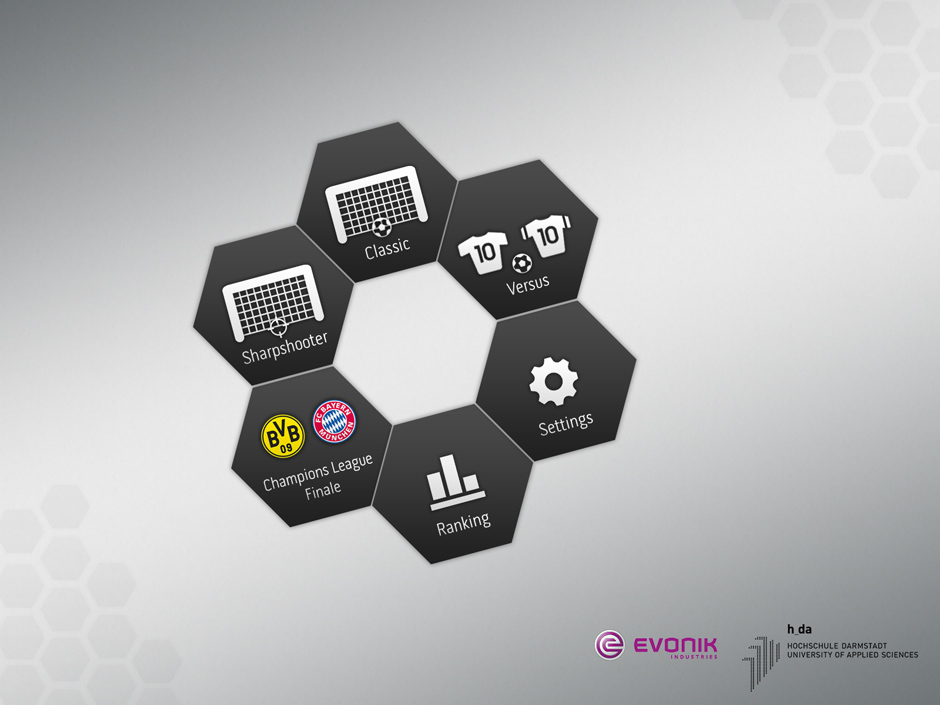 Classic
10
10
Versus
Sharpshooter
Settings
BVB
09
FC BAYERN
MÜNCHEN
Champions League
Finale
Ranking
EVONIK
INDUSTRIES
h_da
HOCHSCHULE DARMSTADT
UNIVERSITY OF APPLIED SCIENCES